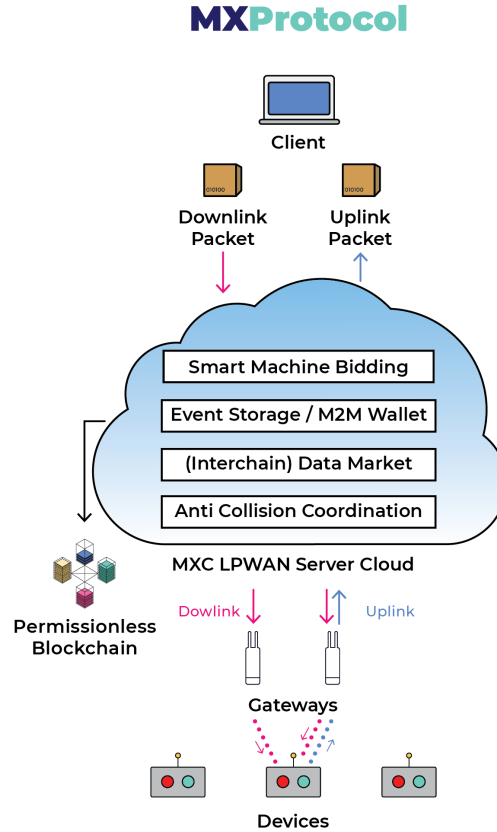 MXProtocol
Client
010100
010100
Downlink
Packet
Uplink
Packet
Smart Machine Bidding
Event Storage / M2M Wallet
(Interchain) Data Market
Anti Collision Coordination
MXC LPWAN Server Cloud
Permissionless
Blockchain
Dowlink
Uplink
Gateways
Devices